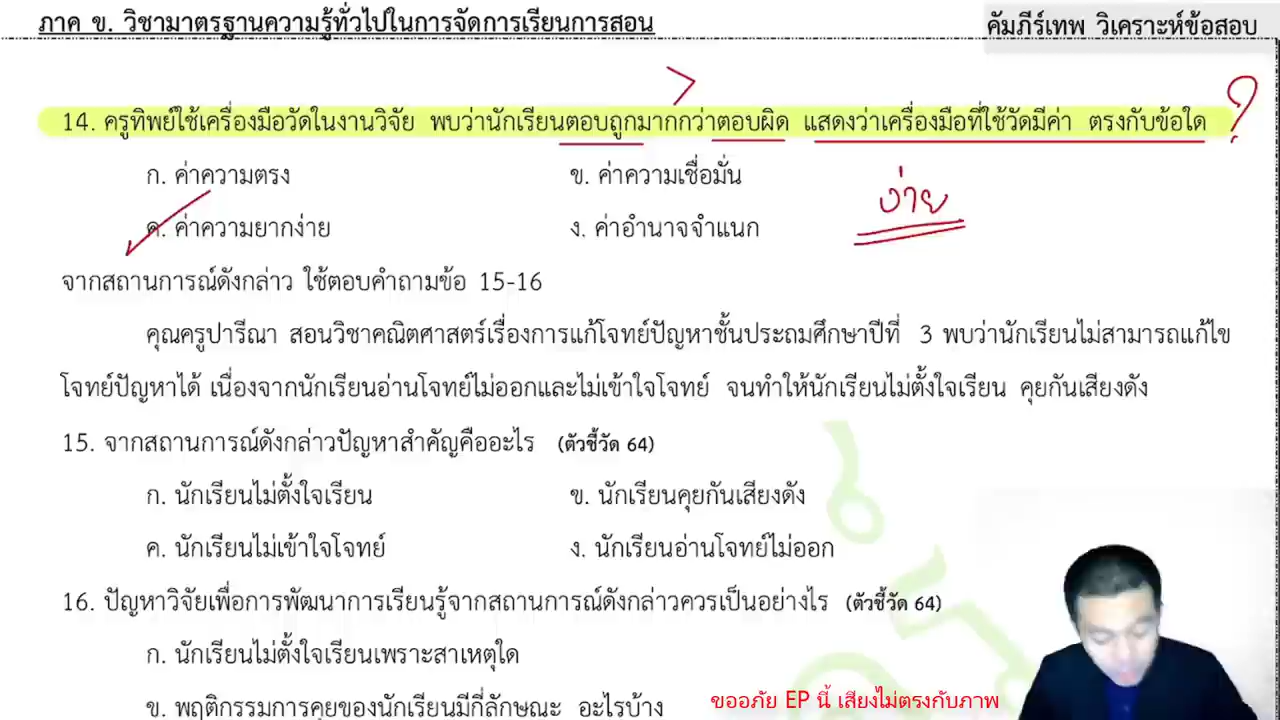 ภาค ข. วิชามาตรฐานความรู้ทั่วไปในการจัดการเรียนการสอน
คัมภีร์เทพ วิเคราะห์ข้อสอบ
14. ครูทิพย์ใช้เครื่องมือวัดในงานวิจัย พบว่านักเรียนตอบถูกมากกว่าตอบผิด แสดงว่าเครื่องมือที่ใช้วัดมีค่า ตรงกับข้อใด ?
ก. ค่าความตรง ข. ค่าความเชื่อมั่น
ค. ค่าความยากง่าย ง. ค่าอำนาจจำแนก
ง่าย
จากสถานการณ์ดังกล่าว ใช้ตอบคำถามข้อ 15-16
คุณครูปารีณา สอนวิชาคณิตศาสตร์เรื่องการแก้โจทย์ปัญหาชั้นประถมศึกษาปีที่ 3 พบว่านักเรียนไม่สามารถแก้ไข
โจทย์ปัญหาได้ เนื่องจากนักเรียนอ่านโจทย์ไม่ออกและไม่เข้าใจโจทย์ จนทำให้นักเรียนไม่ตั้งใจเรียน คุยกันเสียงดัง
15. จากสถานการณ์ดังกล่าวปัญหาสำคัญคืออะไร (ตัวชี้วัด 64)
ก. นักเรียนไม่ตั้งใจเรียน ข. นักเรียนคุยกันเสียงดัง
ค. นักเรียนไม่เข้าใจโจทย์ ง. นักเรียนอ่านโจทย์ไม่ออก
16. ปัญหาวิจัยเพื่อการพัฒนาการเรียนรู้จากสถานการณ์ดังกล่าวควรเป็นอย่างไร (ตัวชี้วัด 64)
ก. นักเรียนไม่ตั้งใจเรียนเพราะสาเหตุใด
ข. พฤติกรรมการคุยของนักเรียนมีกี่ลักษณะ อะไรบ้าง
ขออภัย EP นี้ เสียงไม่ตรงกับภาพ